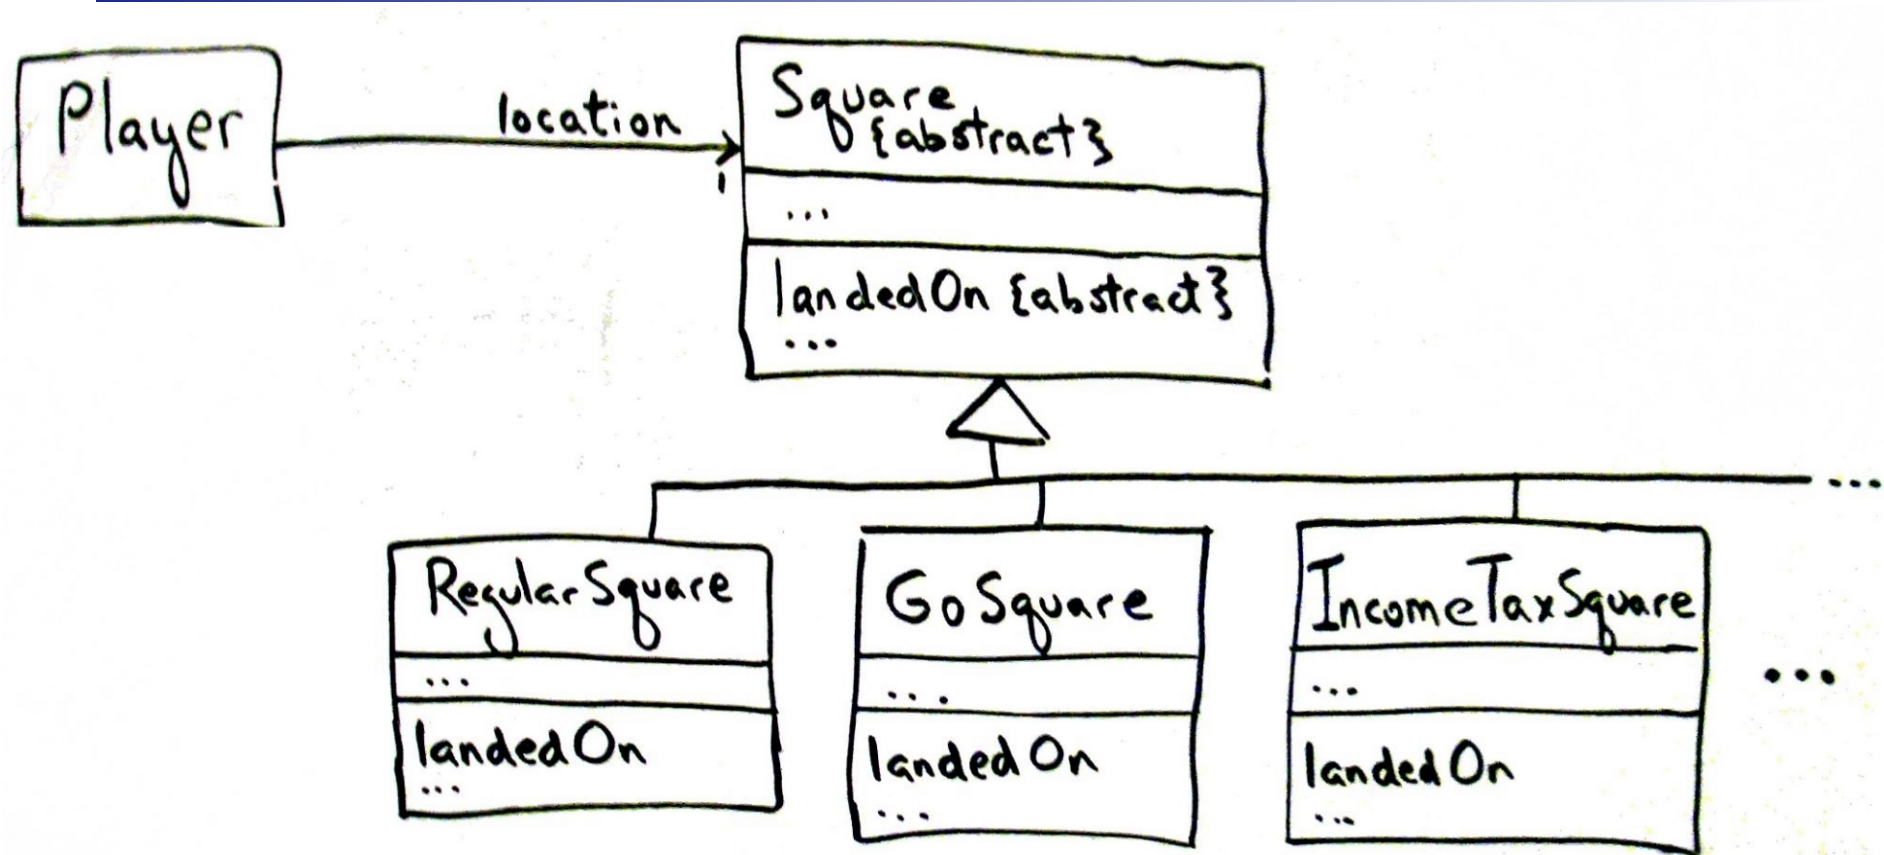 Player
location
1
Square
{abstract}
...
landedOn {abstract}
...
...
RegularSquare
...
landedOn
...
GoSquare
...
landedOn
...
IncomeTaxSquare
...
landedOn
...
...